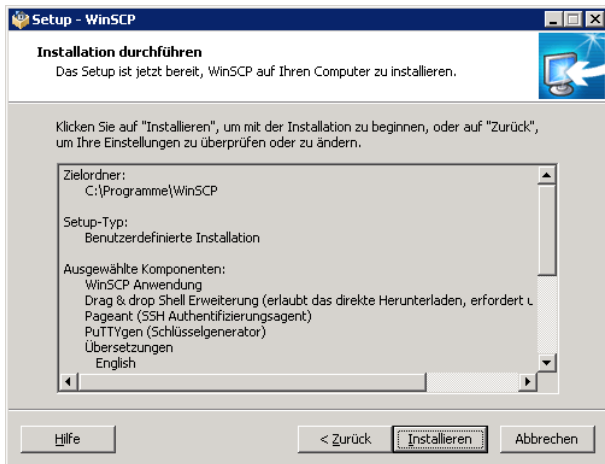 Setup - WinSCP
Installation durchführen
Das Setup ist jetzt bereit, WinSCP auf Ihren Computer zu installieren.
Klicken Sie auf "Installieren", um mit der Installation zu beginnen, oder auf "Zurück",
um Ihre Einstellungen zu überprüfen oder zu ändern.
Zielordner:
C:\Programme\WinSCP
Setup-Typ:
Benutzerdefinierte Installation
Ausgewählte Komponenten:
WinSCP Anwendung
Drag & drop Shell Erweiterung (erlaubt das direkte Herunterladen, erfordert
Pageant (SSH Authentifizierungsagent)
PuTTYgen (Schlüsselgenerator)
Übersetzungen
English
Hilfe
< Zurück
Installieren
Abbrechen